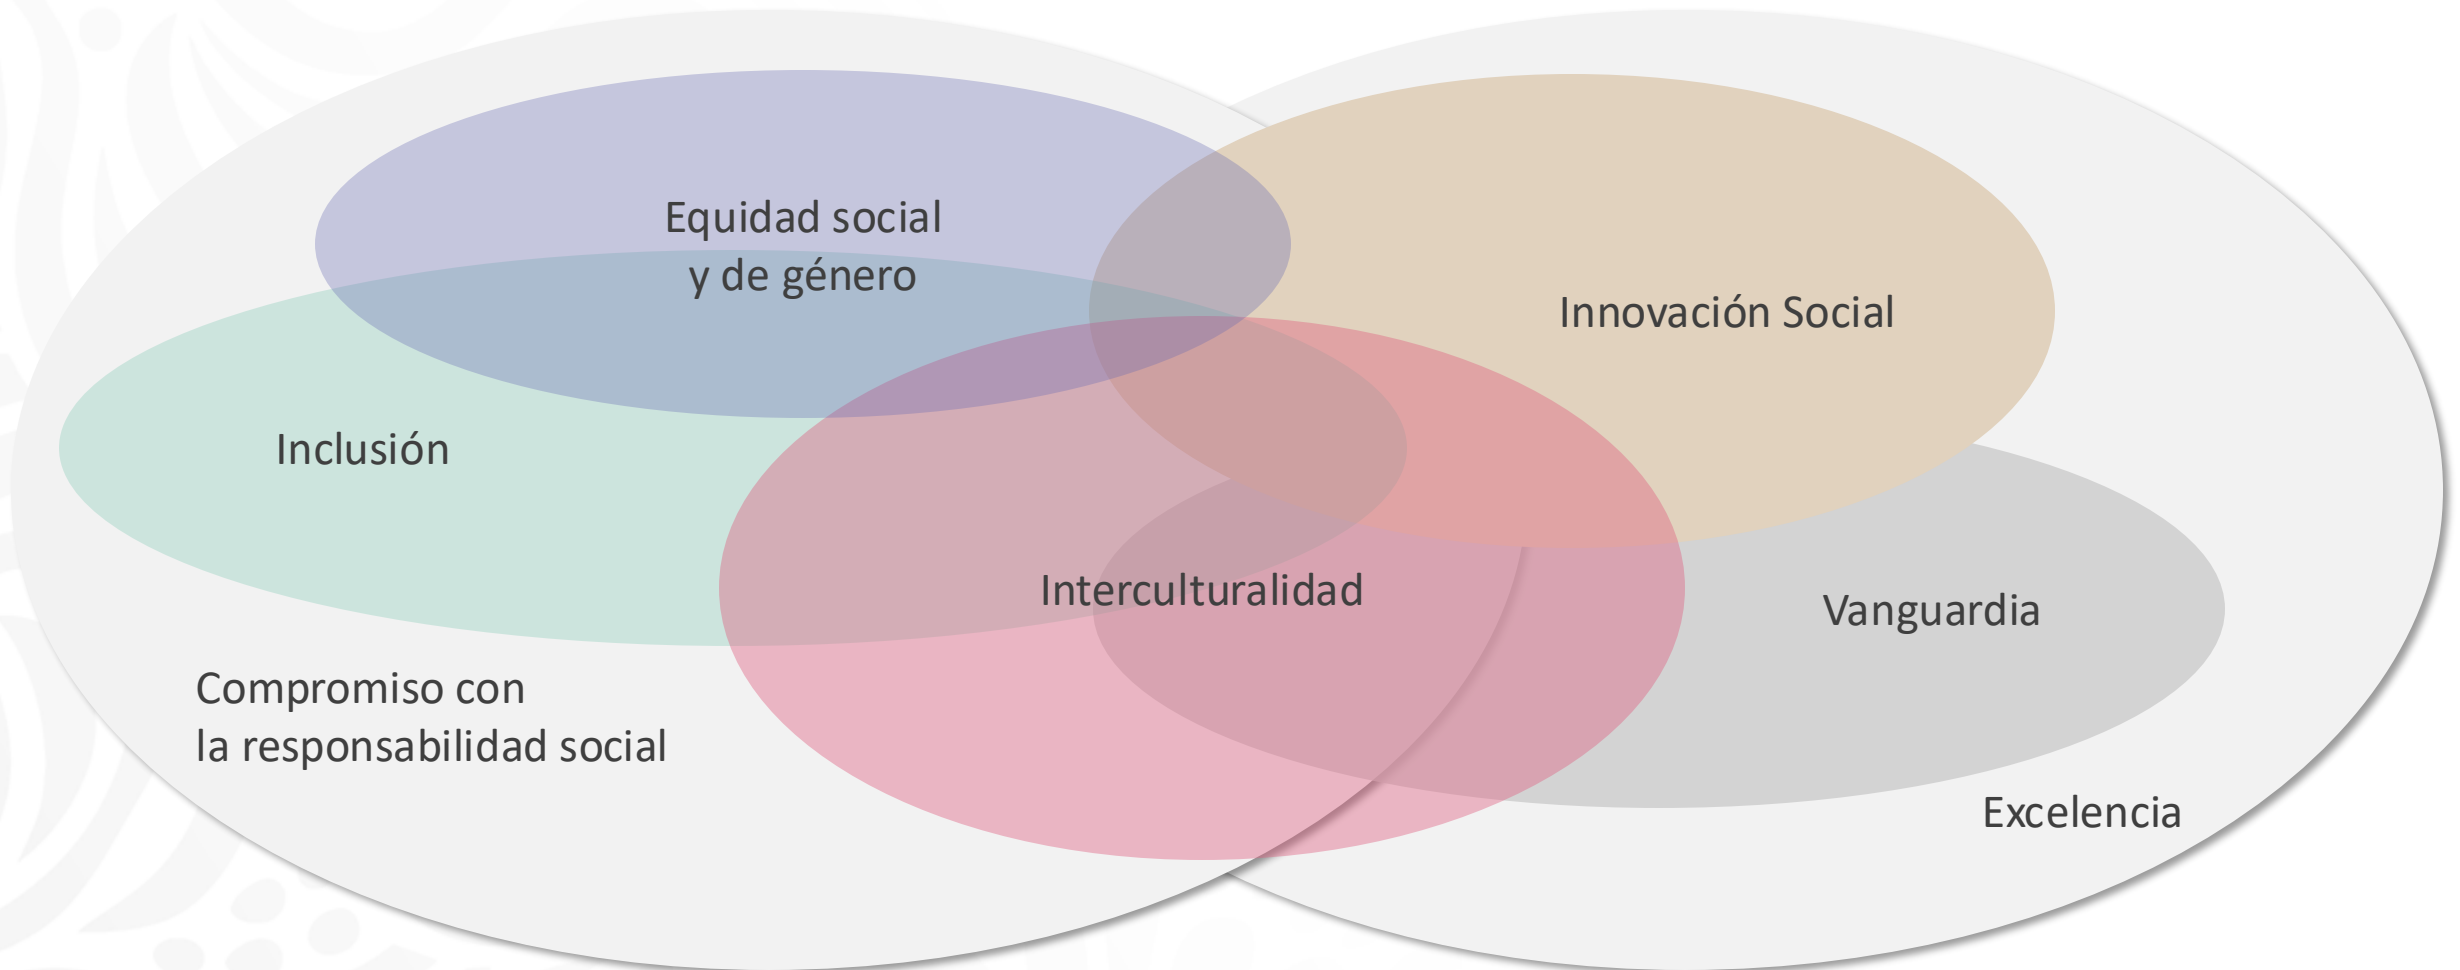 Equidad social
y de género
Innovación Social
Inclusión
Interculturalidad
Vanguardia
Compromiso con
la responsabilidad social
Excelencia